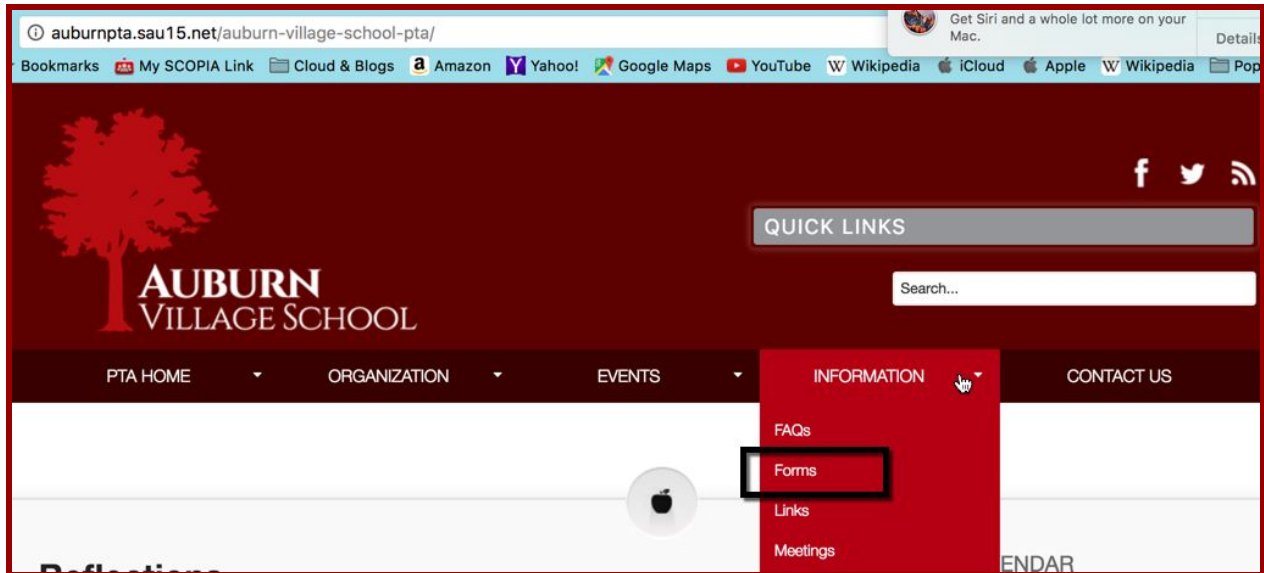 auburnpta.sau15.net/auburn-village-school-pta/
Get Siri and a whole lot more on your
Mac.
Details
Bookmarks My SCOPIA Link Cloud & Blogs Amazon Yahoo! Google Maps YouTube Wikipedia iCloud Apple Wikipedia Pop
QUICK LINKS
Search...
AUBURN
VILLAGE SCHOOL
PTA HOME ORGANIZATION EVENTS INFORMATION CONTACT US
FAQs
Forms
Links
Meetings
Reflections
ENDAR